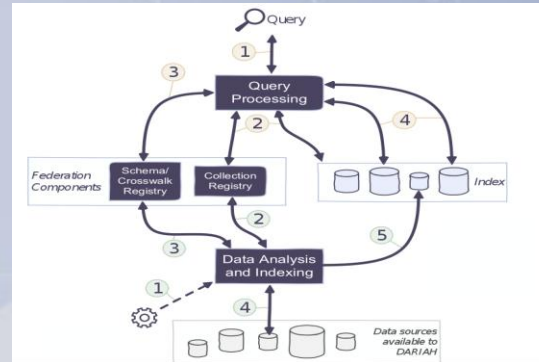 Query
1
3
Query
Processing
2
4
Federation
Components
Schema/
Crosswalk
Registry
Collection
Registry
Index
3
2
5
Data Analysis
and Indexing
1
4
Data sources
available to
DARIAH